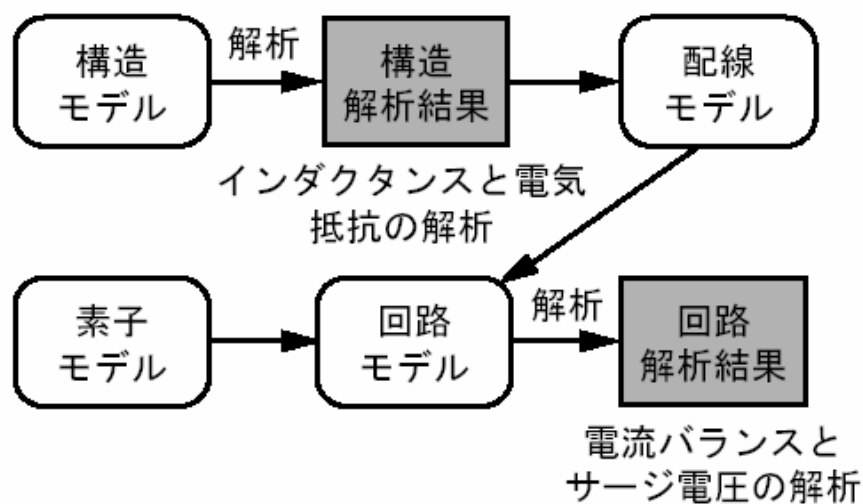 構造
モデル
解析
構造
解析結果
配線
モデル
インダクタンスと電気
抵抗の解析
素子
モデル
回路
モデル
解析
回路
解析結果
電流バランスと
サージ電圧の解析